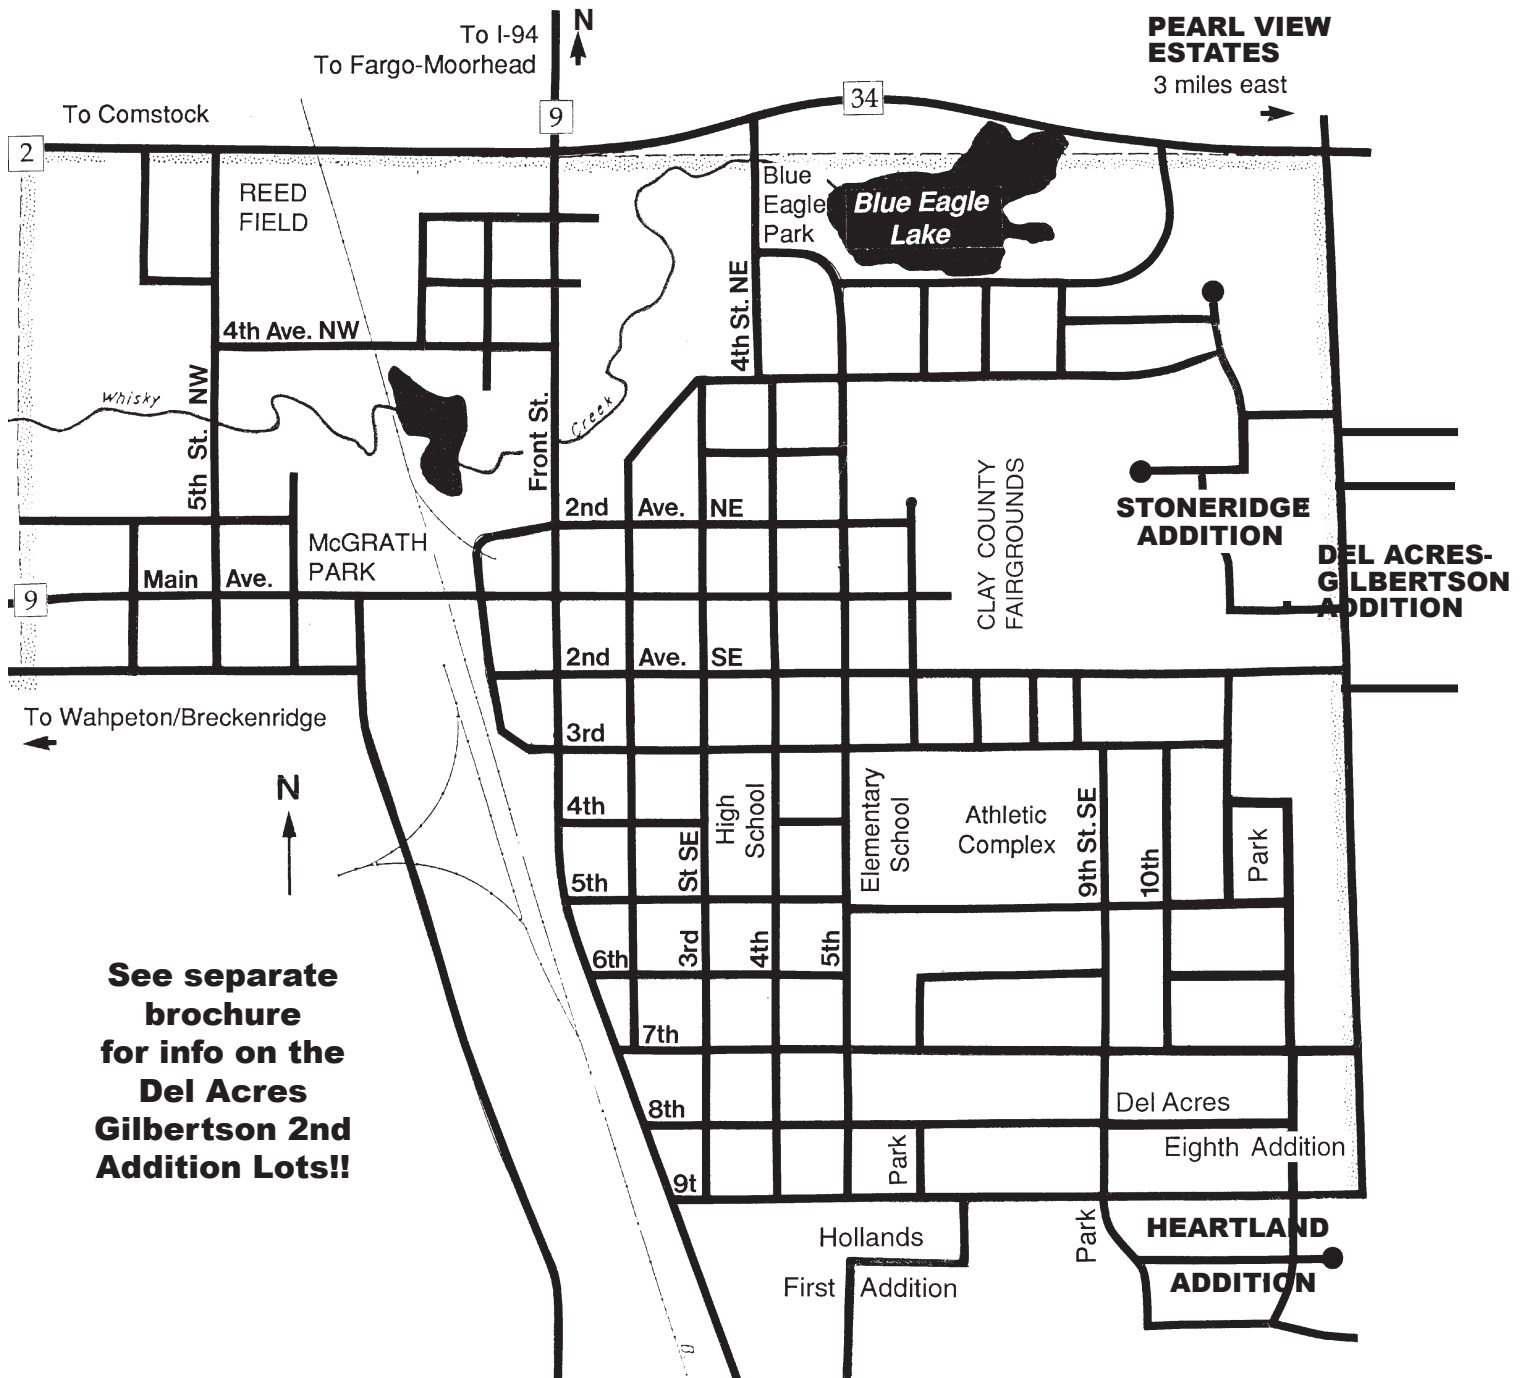 To I-94
To Fargo-Moorhead
N
PEARL VIEW
ESTATES
3 miles east
34
9
To Comstock
2
REED
FIELD
Blue
Eagle
Park
Blue Eagle
Lake
4th St. NE
4th Ave. NW
5th St. NW
Whisky
Creek
Front St.
2nd Ave. NE
CLAY COUNTY
FAIRGROUNDS
STONERIDGE
ADDITION
DEL ACRES-
GILBERTSON
ADDITION
McGRATH
PARK
Main Ave.
9
2nd Ave. SE
To Wahpeton/Breckenridge
3rd
N
4th
High
School
Elementary
School
Athletic
Complex
9th St. SE
10th
Park
St SE
5th
6th
3rd
4th
5th
7th
See separate
brochure
for info on the
Del Acres
Gilbertson 2nd
Addition Lots!!
8th
Del Acres
Eighth Addition
Park
9t
Hollands
First Addition
Park
HEARTLAND
ADDITION